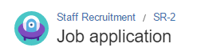 Staff Recruitment / SR-2
Job application